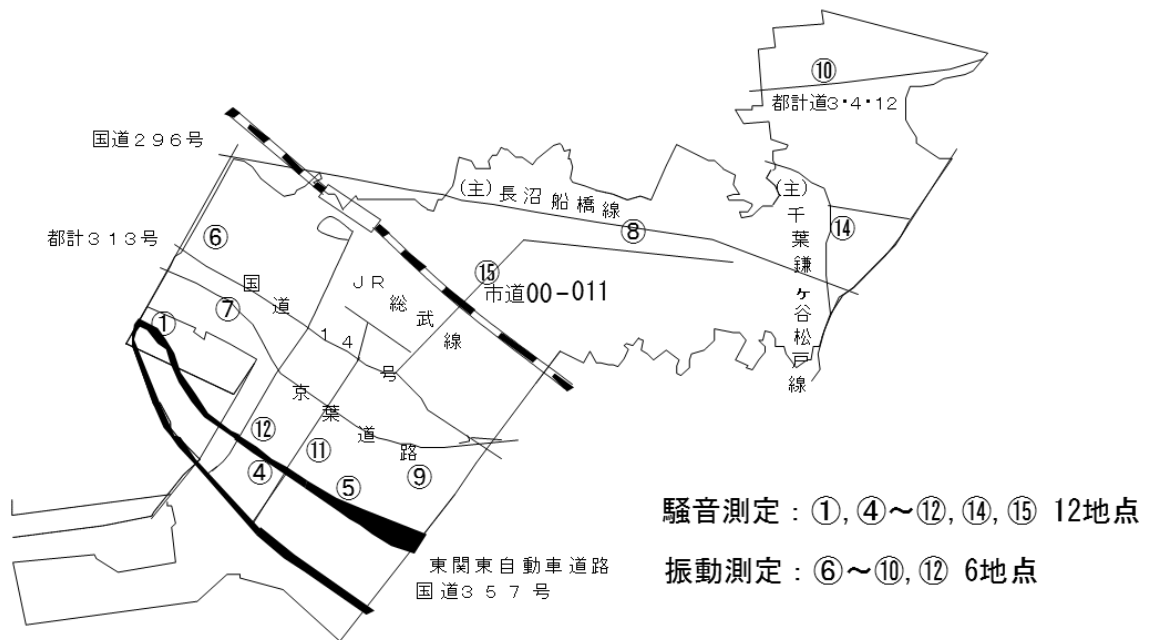 ⑩
都計道3・4・12
国道296号
(主)長沼船橋線
(主)千葉鎌ヶ谷松戸線
⑧
⑭
都計313号
⑥
⑮
市道00-011
国道14号
JR総武線
⑦
①
京葉道路
⑫
⑪
④
⑤
⑨
東関東自動車道路
国道357号
騒音測定：①,④～⑫,⑭,⑮ 12地点
振動測定：⑥～⑩,⑫ 6地点